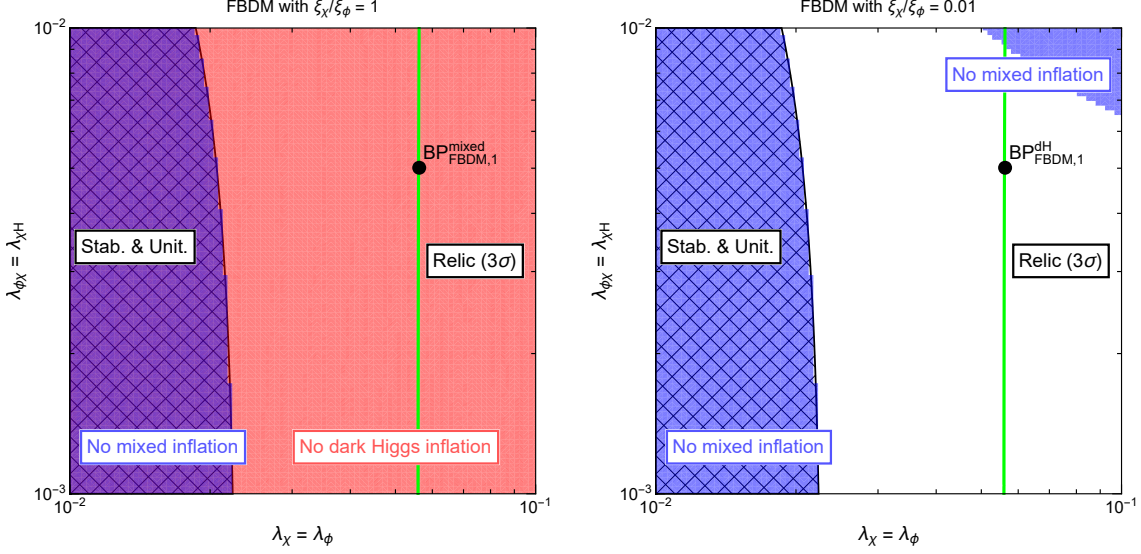 FBDM with ξχ/ξϕ = 1
10⁻²
λϕχ = λχH
Stab. & Unit.
BP^mixed_FBDM,1
Relic (3σ)
No mixed inflation
No dark Higgs inflation
10⁻³
10⁻²
10⁻¹
λχ = λϕ
FBDM with ξχ/ξϕ = 0.01
10⁻²
No mixed inflation
λϕχ = λχH
Stab. & Unit.
BP^dH_FBDM,1
Relic (3σ)
No mixed inflation
10⁻³
10⁻²
10⁻¹
λχ = λϕ